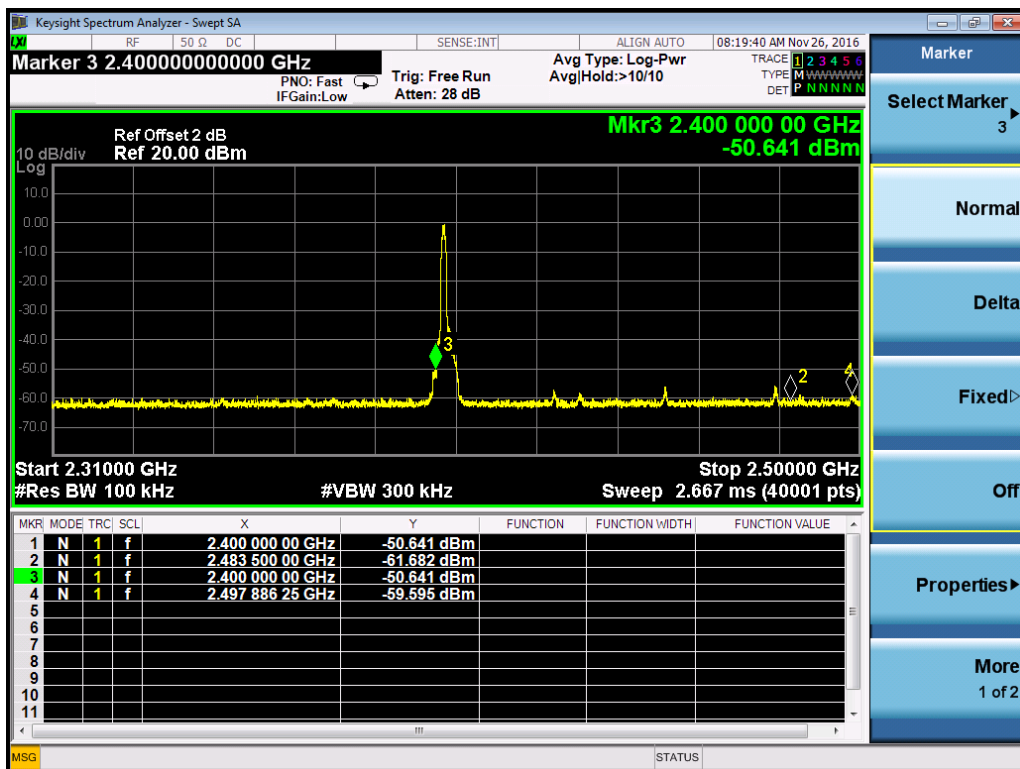 Keysight Spectrum Analyzer - Swept SA
LXI RF 50 Ω DC SENSE:INT ALIGN AUTO 08:19:40 AM Nov 26, 2016
Marker 3 2.400000000000 GHz
PNO: Fast
IFGain:Low
Trig: Free Run
Atten: 28 dB
Avg Type: Log-Pwr
Avg|Hold:>10/10
TRACE 1 2 3 4 5 6
TYPE M WWWWW
DET P N N N N N
Marker
Select Marker
3
Normal
Delta
Fixed
Off
Properties
More
1 of 2
Mkr3 2.400 000 00 GHz
-50.641 dBm
Ref Offset 2 dB
10 dB/div Ref 20.00 dBm
Log
10.0
0.00
-10.0
-20.0
-30.0
-40.0
-50.0
-60.0
-70.0
3
2
4
Start 2.31000 GHz Stop 2.50000 GHz
#Res BW 100 kHz #VBW 300 kHz Sweep 2.667 ms (40001 pts)
MKR MODE TRC SCL X Y FUNCTION FUNCTION WIDTH FUNCTION VALUE
1 N 1 f 2.400 000 00 GHz -50.641 dBm
2 N 1 f 2.483 500 00 GHz -61.682 dBm
3 N 1 f 2.400 000 00 GHz -50.641 dBm
4 N 1 f 2.497 886 25 GHz -59.595 dBm
5
6
7
8
9
10
11
MSG STATUS